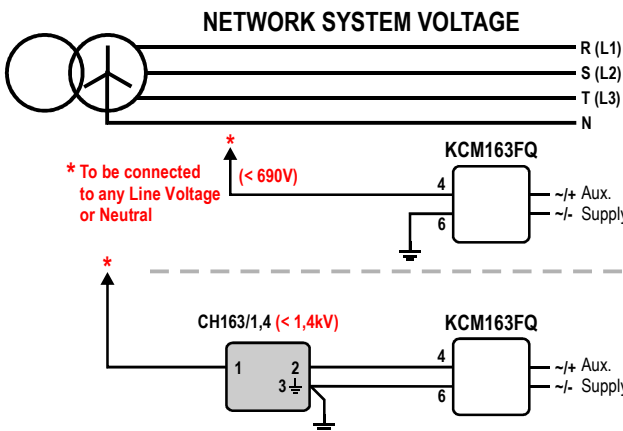 NETWORK SYSTEM VOLTAGE
R (L1)
S (L2)
T (L3)
N
*
(< 690V)
* To be connected
to any Line Voltage
or Neutral
KCM163FQ
4
6
~/+ Aux.
~/- Supply
*
CH163/1,4 (< 1,4kV)
1
2
3
KCM163FQ
4
6
~/+ Aux.
~/- Supply